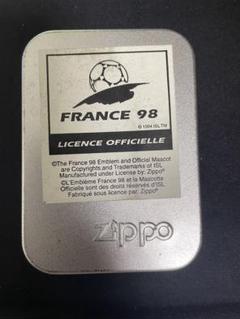 FRANCE 98
© 1994 ISL™
LICENCE OFFICIELLE
©The France 98 Emblem and Official Mascot
are Copyrights and Trademarks of ISL
Manufactured under License by: Zippo®
©L'Emblème France 98 et la Mascotte
Officielle sont des droits réservés d'ISL
Fabriqué sous licence par: Zippo®
zippo